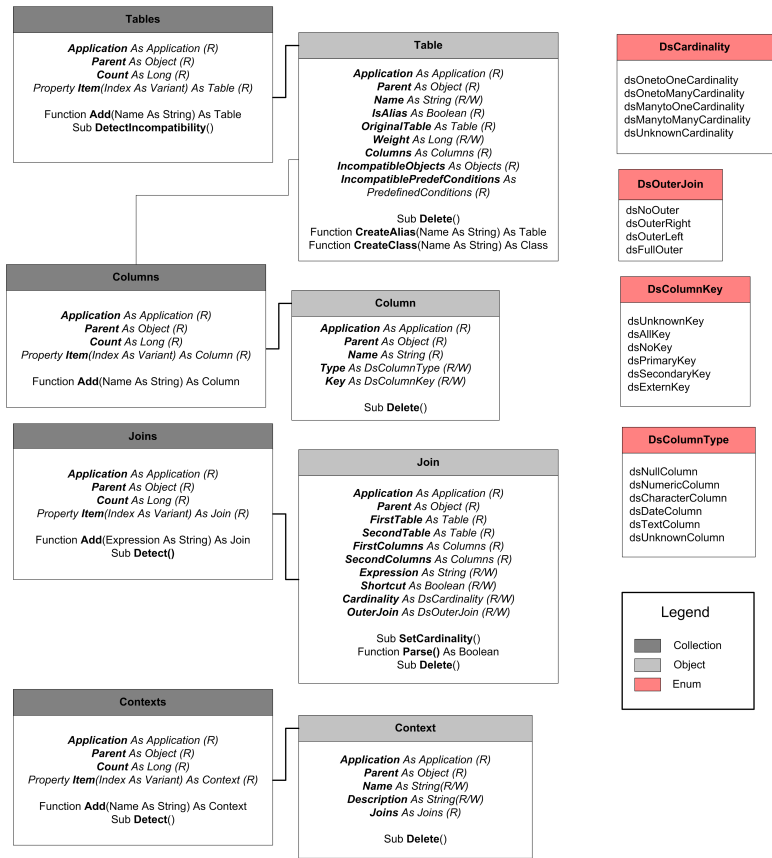 Tables
Application As Application (R)
Parent As Object (R)
Count As Long (R)
Property Item(Index As Variant) As Table (R)
Function Add(Name As String) As Table
Sub DetectIncompatibility()
Table
Application As Application (R)
Parent As Object (R)
Name As String (R/W)
IsAlias As Boolean (R)
OriginalTable As Table (R)
Weight As Long (R/W)
Columns As Columns (R)
IncompatibleObjects As Objects (R)
IncompatiblePredefConditions As
PredefinedConditions (R)
Sub Delete()
Function CreateAlias(Name As String) As Table
Function CreateClass(Name As String) As Class
Columns
Application As Application (R)
Parent As Object (R)
Count As Long (R)
Property Item(Index As Variant) As Column (R)
Function Add(Name As String) As Column
Column
Application As Application (R)
Parent As Object (R)
Name As String (R)
Type As DsColumnType (R/W)
Key As DsColumnKey (R/W)
Sub Delete()
Joins
Application As Application (R)
Parent As Object (R)
Count As Long (R)
Property Item(Index As Variant) As Join (R)
Function Add(Expression As String) As Join
Sub Detect()
Join
Application As Application (R)
Parent As Object (R)
FirstTable As Table (R)
SecondTable As Table (R)
FirstColumns As Columns (R)
SecondColumns As Columns (R)
Expression As String (R/W)
Shortcut As Boolean (R/W)
Cardinality As DsCardinality (R/W)
OuterJoin As DsOuterJoin (R/W)
Sub SetCardinality()
Function Parse() As Boolean
Sub Delete()
Contexts
Application As Application (R)
Parent As Object (R)
Count As Long (R)
Property Item(Index As Variant) As Context (R)
Function Add(Name As String) As Context
Sub Detect()
Context
Application As Application (R)
Parent As Object (R)
Name As String(R/W)
Description As String(R/W)
Joins As Joins (R)
Sub Delete()
DsCardinality
dsOnetoOneCardinality
dsOnetoManyCardinality
dsManytoOneCardinality
dsManytoManyCardinality
dsUnknownCardinality
DsOuterJoin
dsNoOuter
dsOuterRight
dsOuterLeft
dsFullOuter
DsColumnKey
dsUnknownKey
dsAllKey
dsNoKey
dsPrimaryKey
dsSecondaryKey
dsExternKey
DsColumnType
dsNullColumn
dsNumericColumn
dsCharacterColumn
dsDateColumn
dsTextColumn
dsUnknownColumn
Legend
Collection
Object
Enum